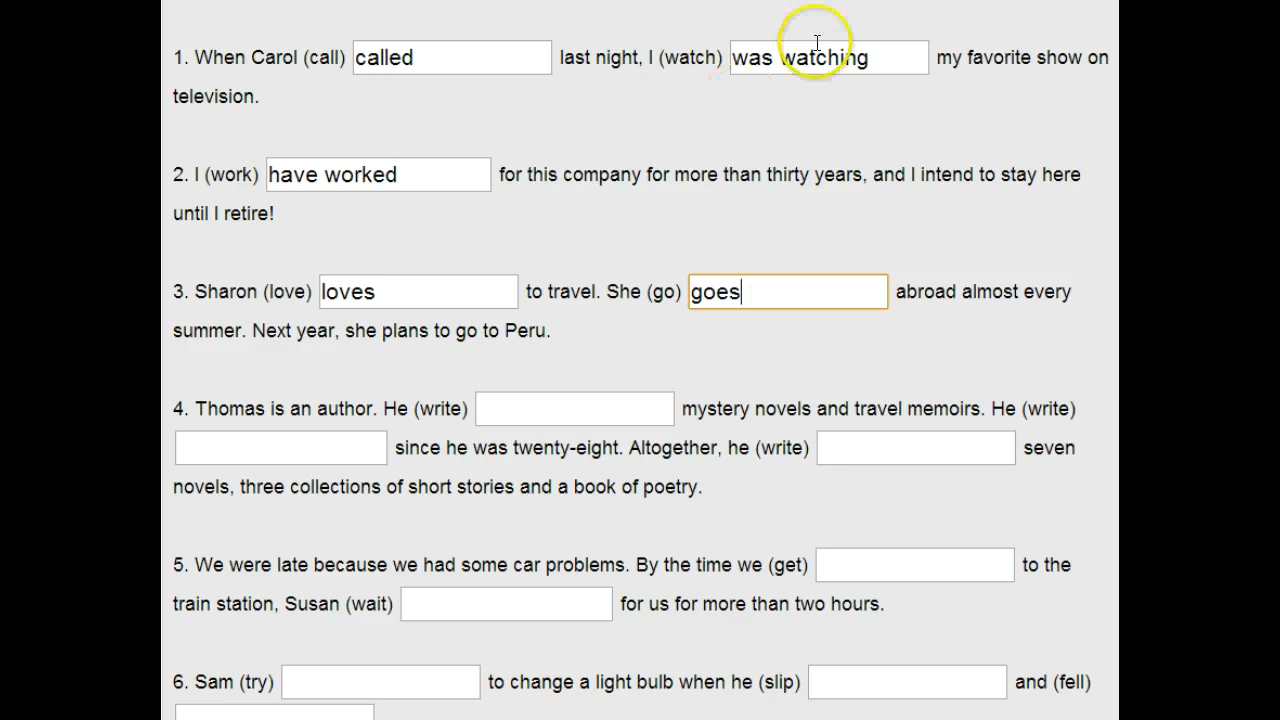 1. When Carol (call) called last night, I (watch) was watching my favorite show on
television.
2. I (work) have worked for this company for more than thirty years, and I intend to stay here
until I retire!
3. Sharon (love) loves to travel. She (go) goes abroad almost every
summer. Next year, she plans to go to Peru.
4. Thomas is an author. He (write) mystery novels and travel memoirs. He (write)
since he was twenty-eight. Altogether, he (write) seven
novels, three collections of short stories and a book of poetry.
5. We were late because we had some car problems. By the time we (get) to the
train station, Susan (wait) for us for more than two hours.
6. Sam (try) to change a light bulb when he (slip) and (fell)